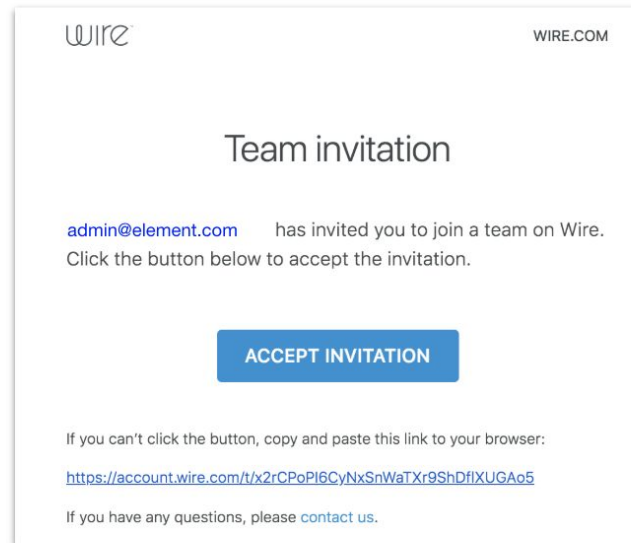 wire™
WIRE.COM
Team invitation
admin@element.com has invited you to join a team on Wire.
Click the button below to accept the invitation.
ACCEPT INVITATION
If you can’t click the button, copy and paste this link to your browser:
https://account.wire.com/t/x2rCPoPI6CyNxSnWaTXr9ShDflXUGAo5
If you have any questions, please contact us.